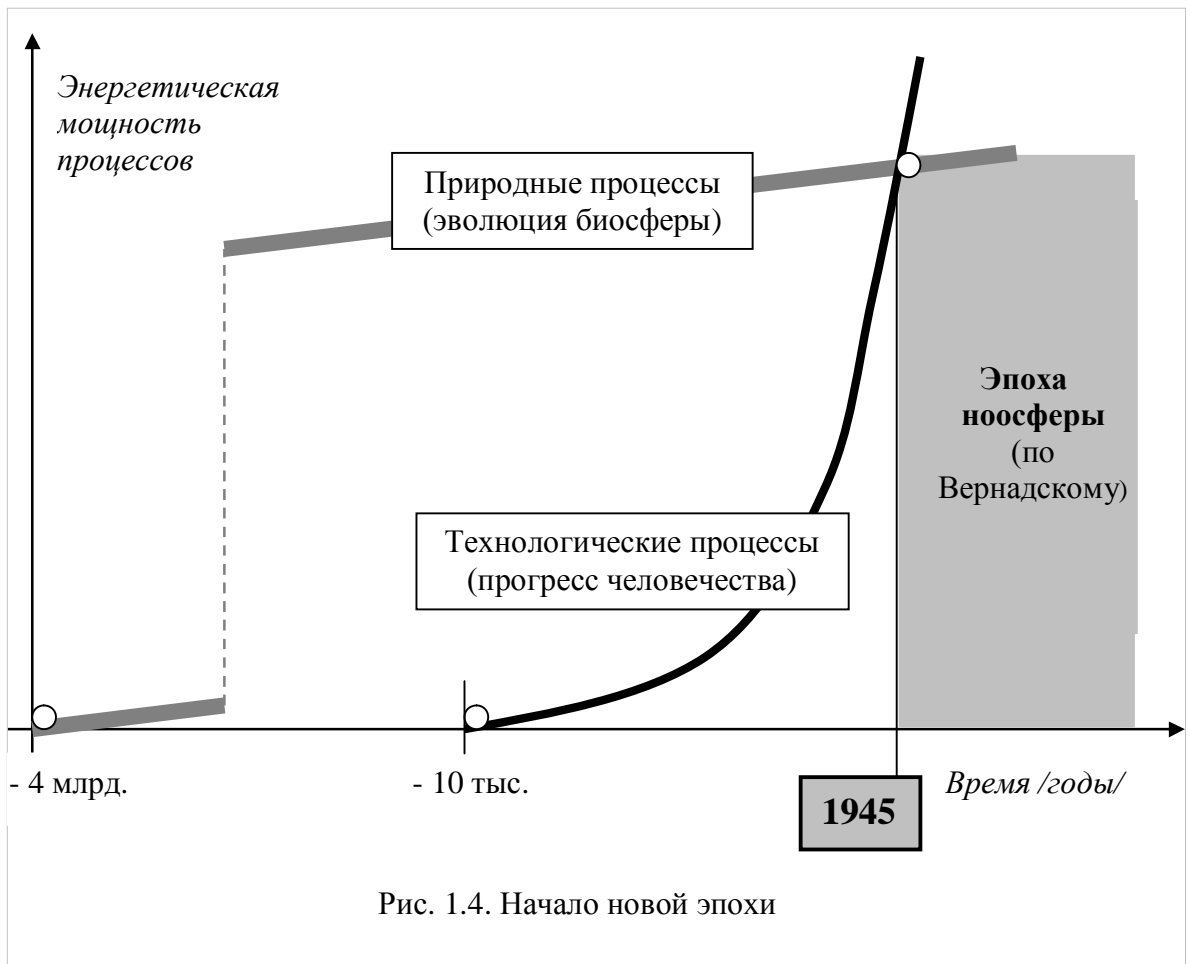 Энергетическая
мощность
процессов
Природные процессы
(эволюция биосферы)
Эпоха
ноосферы
(по
Вернадскому)
Технологические процессы
(прогресс человечества)
- 4 млрд.
- 10 тыс.
1945
Время /годы/
Рис. 1.4. Начало новой эпохи